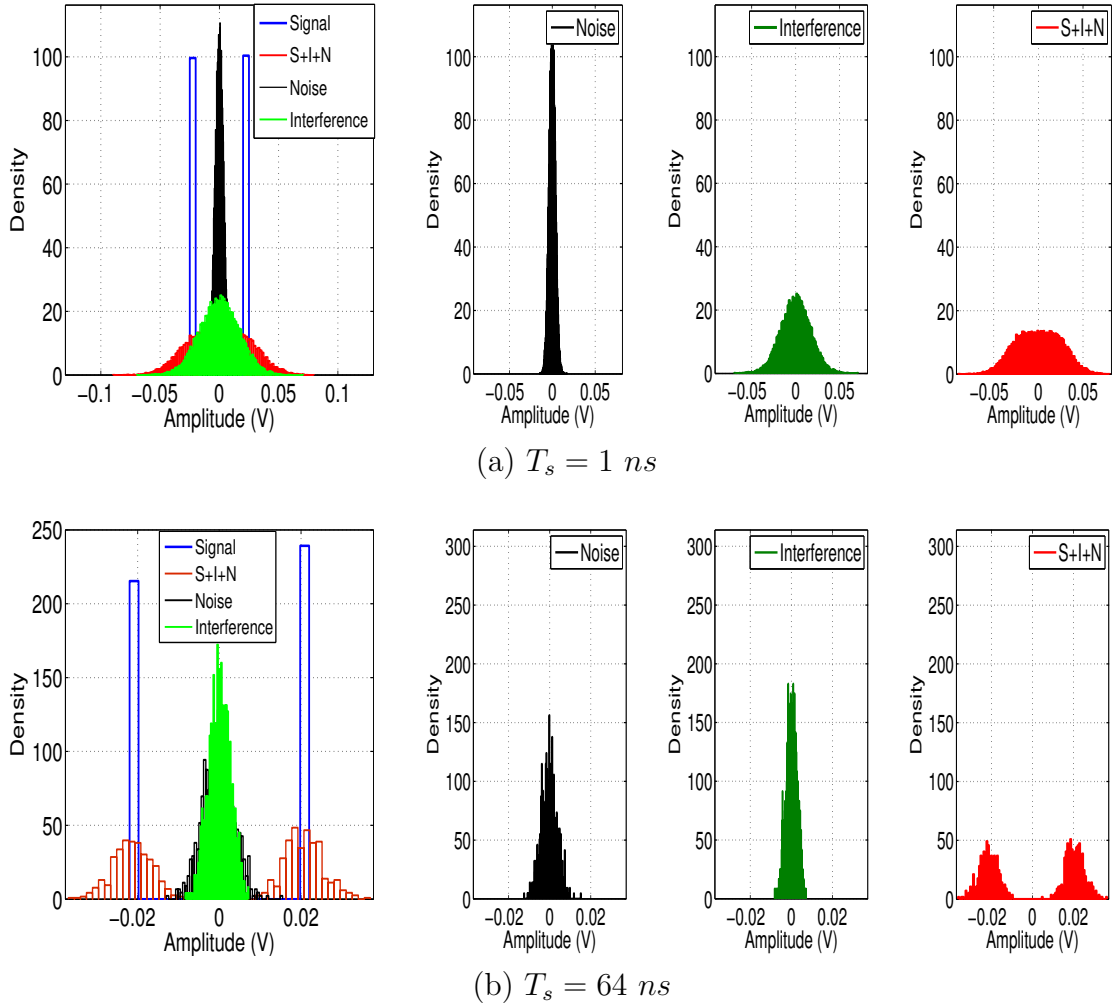 Signal
S+I+N
Noise
Interference
Density
100
80
60
40
20
0
−0.1
−0.05
0
0.05
0.1
Amplitude (V)
Noise
Density
100
80
60
40
20
0
−0.05
0
0.05
Amplitude (V)
Interference
Density
100
80
60
40
20
0
−0.05
0
0.05
Amplitude (V)
S+I+N
Density
100
80
60
40
20
0
−0.05
0
0.05
Amplitude (V)
(a) T_s = 1 ns
Signal
S+I+N
Noise
Interference
Density
250
200
150
100
50
0
−0.02
0
0.02
Amplitude (V)
Noise
Density
300
250
200
150
100
50
0
−0.02
0
0.02
Amplitude (V)
Interference
Density
300
250
200
150
100
50
0
−0.02
0
0.02
Amplitude (V)
S+I+N
Density
300
250
200
150
100
50
0
−0.02
0
0.02
Amplitude (V)
(b) T_s = 64 ns